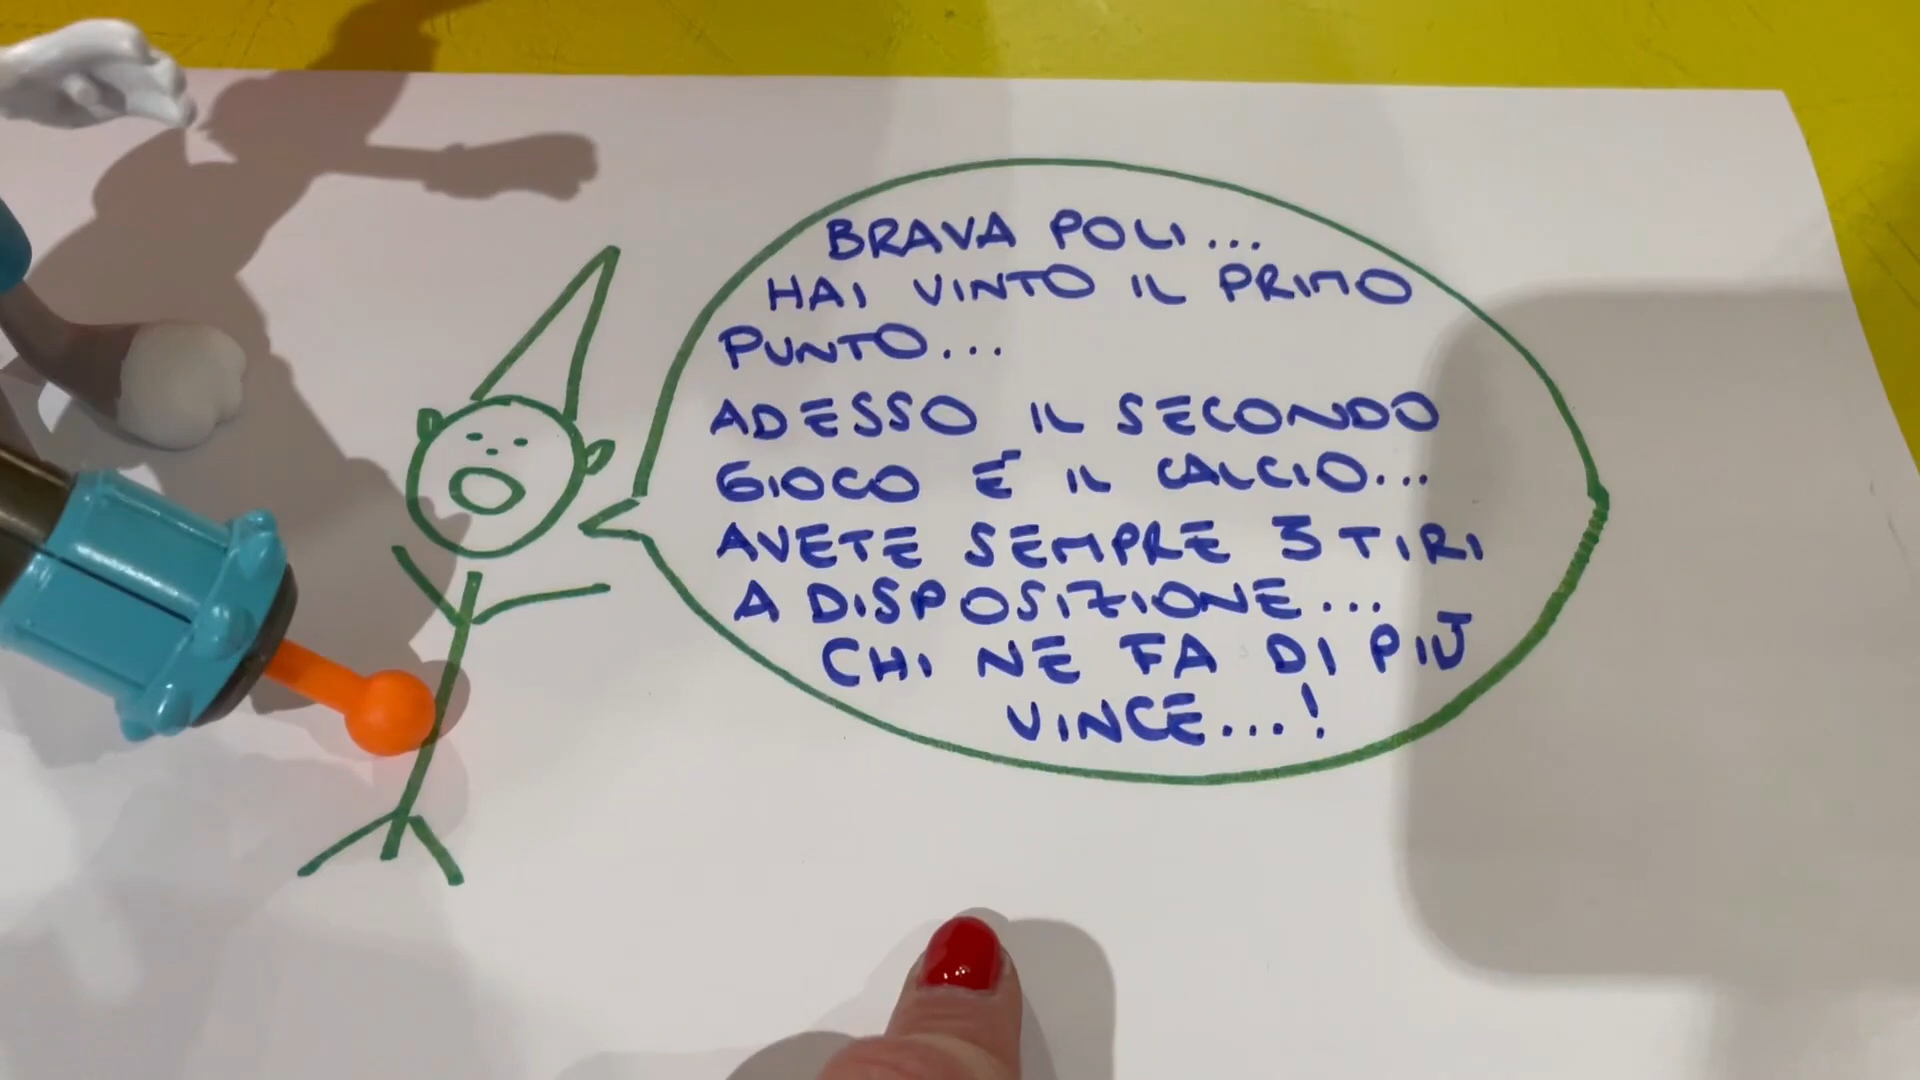 BRAVA POLI...
HAI VINTO IL PRIMO
PUNTO...
ADESSO IL SECONDO
GIOCO É IL CALCIO...
AVETE SEMPRE 3 TIRI
A DISPOSIZIONE...
CHI NE FA DI PIÙ
VINCE...!